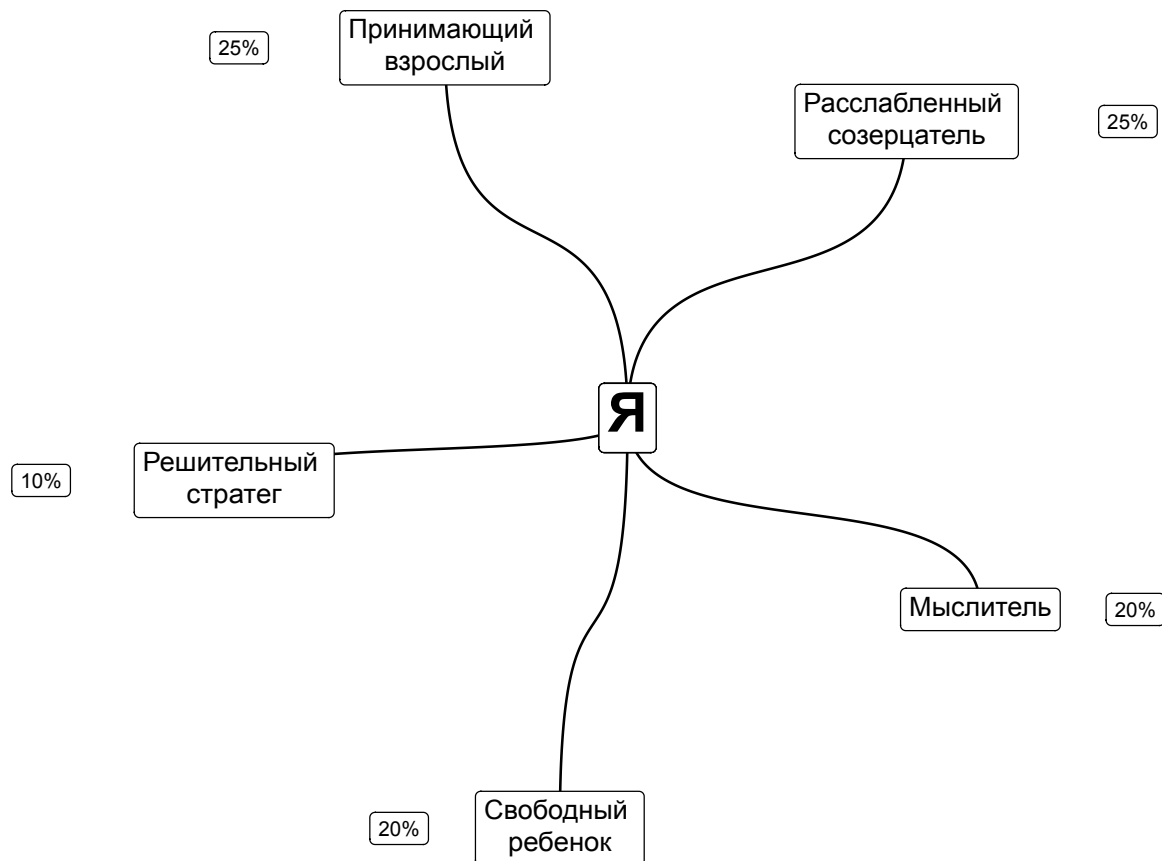 Принимающий
взрослый
25%
Расслабленный
созерцатель
25%
Я
Решительный
стратег
10%
Мыслитель
20%
Свободный
ребенок
20%